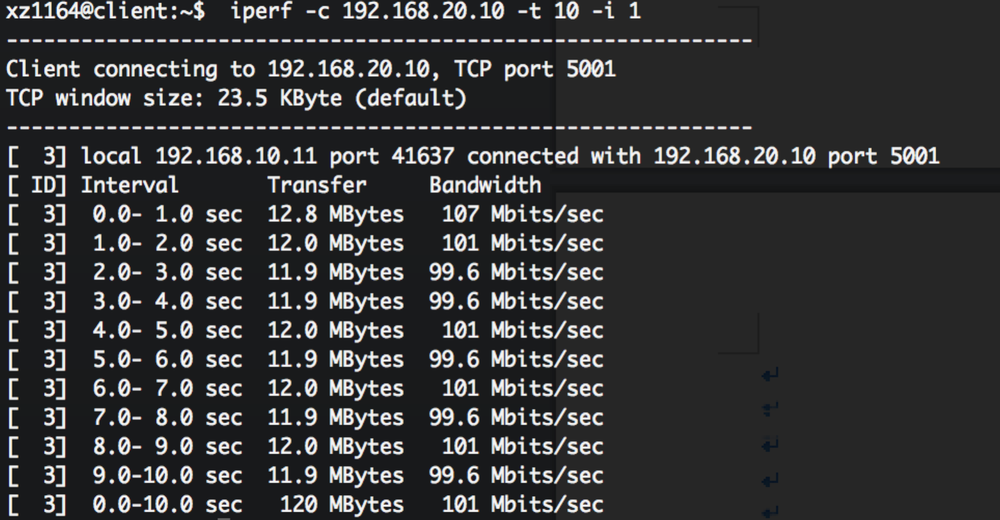 xz1164@client:~$  iperf -c 192.168.20.10 -t 10 -i 1
------------------------------------------------------------
Client connecting to 192.168.20.10, TCP port 5001
TCP window size: 23.5 KByte (default)
------------------------------------------------------------
[  3] local 192.168.10.11 port 41637 connected with 192.168.20.10 port 5001
[ ID] Interval       Transfer     Bandwidth
[  3]  0.0- 1.0 sec  12.8 MBytes   107 Mbits/sec
[  3]  1.0- 2.0 sec  12.0 MBytes   101 Mbits/sec
[  3]  2.0- 3.0 sec  11.9 MBytes  99.6 Mbits/sec
[  3]  3.0- 4.0 sec  11.9 MBytes  99.6 Mbits/sec
[  3]  4.0- 5.0 sec  12.0 MBytes   101 Mbits/sec
[  3]  5.0- 6.0 sec  11.9 MBytes  99.6 Mbits/sec
[  3]  6.0- 7.0 sec  12.0 MBytes   101 Mbits/sec
[  3]  7.0- 8.0 sec  11.9 MBytes  99.6 Mbits/sec
[  3]  8.0- 9.0 sec  12.0 MBytes   101 Mbits/sec
[  3]  9.0-10.0 sec  11.9 MBytes  99.6 Mbits/sec
[  3]  0.0-10.0 sec   120 MBytes   101 Mbits/sec